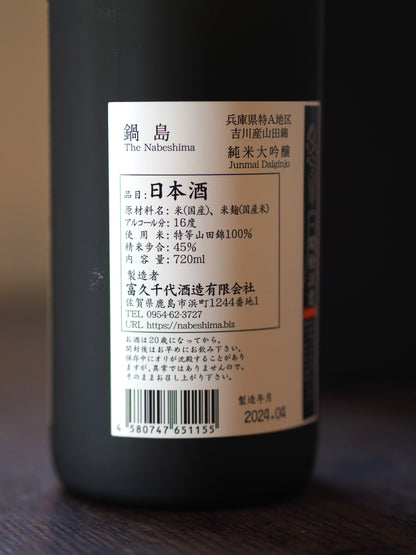 鍋島
The Nabeshima
兵庫県特A地区
吉川産山田錦
純米大吟醸
Junmai Daiginjo
品目:日本酒
原材料名: 米(国産)、米麹(国産米)
アルコール分: 16度
使用米: 特等山田錦100%
精米歩合: 45%
内容量: 720ml
製造者
富久千代酒造有限会社
佐賀県鹿島市浜町1244番地1
TEL 0954-62-3727
URL https://nabeshima.biz
お酒は20歳になってから。
開封後はお早めにお飲み下さい。
保存中にオリが沈殿することがあり
ますが、異常ではありませんので、
そのままお召し上がり下さい。
4 580747 651155
製造年月
2024.04